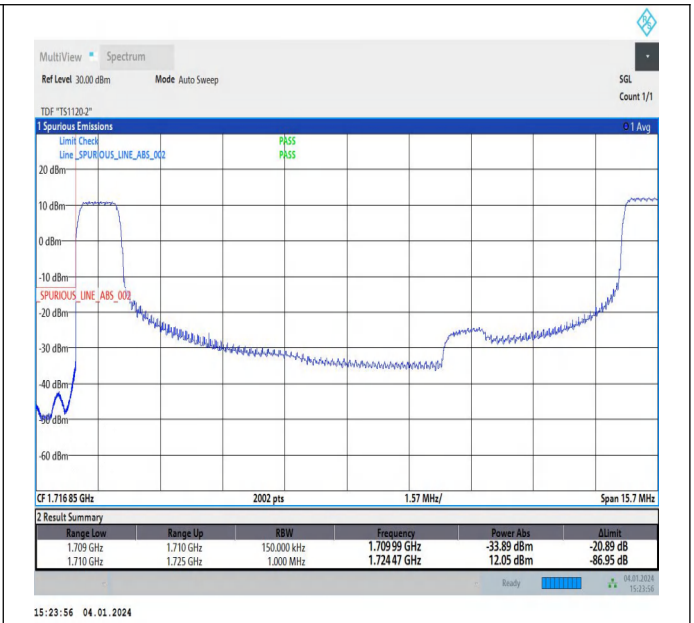 MultiView Spectrum
Ref Level 30.00 dBm Mode Auto Sweep SGL
Count 1/1
TDF "TS1120-2"
1 Spurious Emissions 1 Avg
Limit Check PASS
Line _SPURIOUS_LINE_ABS_002 PASS
20 dBm
10 dBm
0 dBm
-10 dBm
_SPURIOUS_LINE_ABS_002
-20 dBm
-30 dBm
-40 dBm
-50 dBm
-60 dBm
CF 1.716 85 GHz 2002 pts 1.57 MHz/ Span 15.7 MHz
2 Result Summary
Range Low Range Up RBW Frequency Power Abs ΔLimit
1.709 GHz 1.710 GHz 150.000 kHz 1.709 99 GHz -33.89 dBm -20.89 dB
1.710 GHz 1.725 GHz 1.000 MHz 1.724 47 GHz 12.05 dBm -86.95 dB
Ready 04.01.2024
15:23:56
15:23:56 04.01.2024